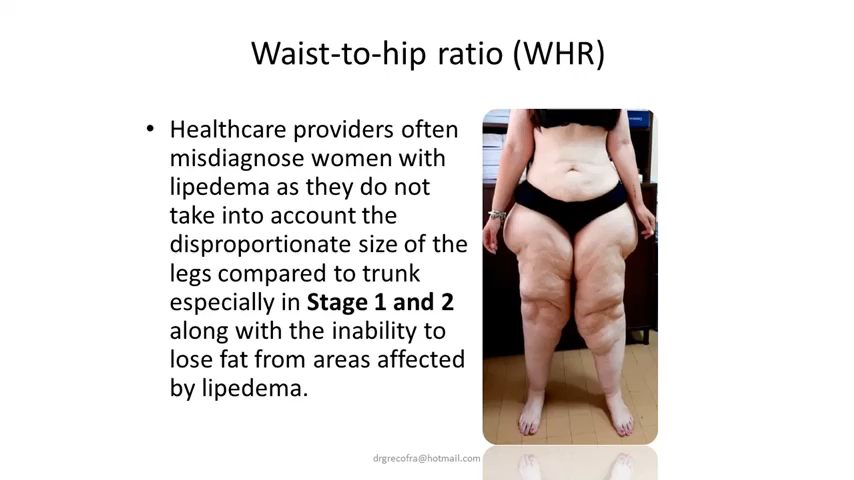 Waist-to-hip ratio (WHR)
• Healthcare providers often
misdiagnose women with
lipedema as they do not
take into account the
disproportionate size of the
legs compared to trunk
especially in Stage 1 and 2
along with the inability to
lose fat from areas affected
by lipedema.
drgrecofra@hotmail.com